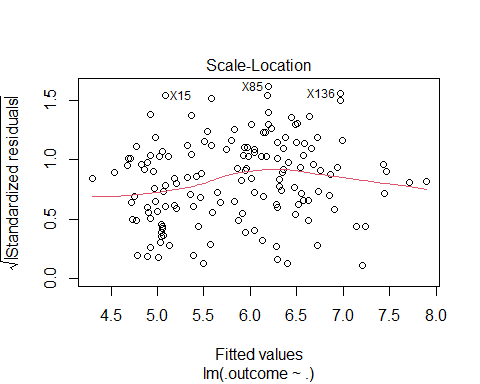 Scale-Location
√|Standardized residuals|
1.5
1.0
0.5
0.0
X15
X85
X136
4.5 5.0 5.5 6.0 6.5 7.0 7.5 8.0
Fitted values
lm(.outcome ~ .)